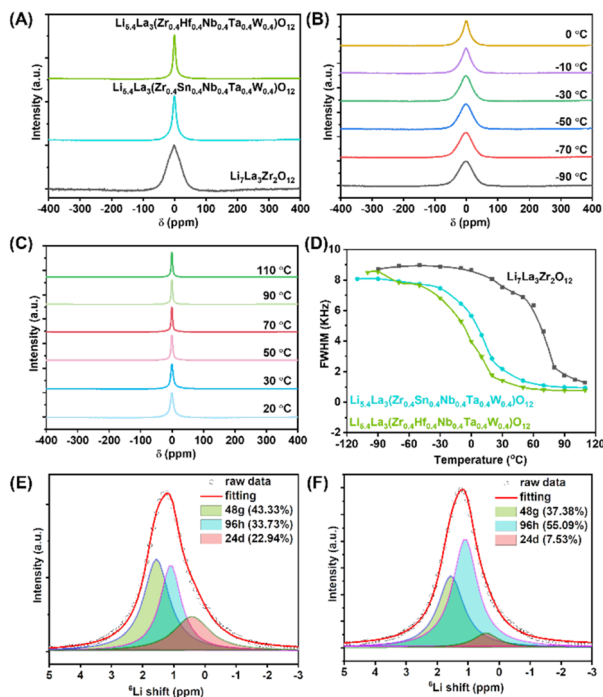 (A)
Li₅.₄La₃(Zr₀.₄Hf₀.₄Nb₀.₄Ta₀.₄W₀.₄)O₁₂
Li₅.₄La₃(Zr₀.₄Sn₀.₄Nb₀.₄Ta₀.₄W₀.₄)O₁₂
Li₇La₃Zr₂O₁₂
Intensity (a.u.)
-400 -300 -200 -100 0 100 200 300 400
δ (ppm)
(B)
0 °C
-10 °C
-30 °C
-50 °C
-70 °C
-90 °C
Intensity (a.u.)
-400 -300 -200 -100 0 100 200 300 400
δ (ppm)
(C)
110 °C
90 °C
70 °C
50 °C
30 °C
20 °C
Intensity (a.u.)
-400 -300 -200 -100 0 100 200 300 400
δ (ppm)
(D)
FWHM (KHz)
10
8
6
4
2
0
Li₇La₃Zr₂O₁₂
Li₅.₄La₃(Zr₀.₄Sn₀.₄Nb₀.₄Ta₀.₄W₀.₄)O₁₂
Li₅.₄La₃(Zr₀.₄Hf₀.₄Nb₀.₄Ta₀.₄W₀.₄)O₁₂
-120 -90 -60 -30 0 30 60 90 120
Temperature (°C)
(E)
raw data
fitting
48g (43.33%)
96h (33.73%)
24d (22.94%)
Intensity (a.u.)
5 4 3 2 1 0 -1 -2 -3
⁶Li shift (ppm)
(F)
raw data
fitting
48g (37.38%)
96h (55.09%)
24d (7.53%)
Intensity (a.u.)
5 4 3 2 1 0 -1 -2 -3
⁶Li shift (ppm)